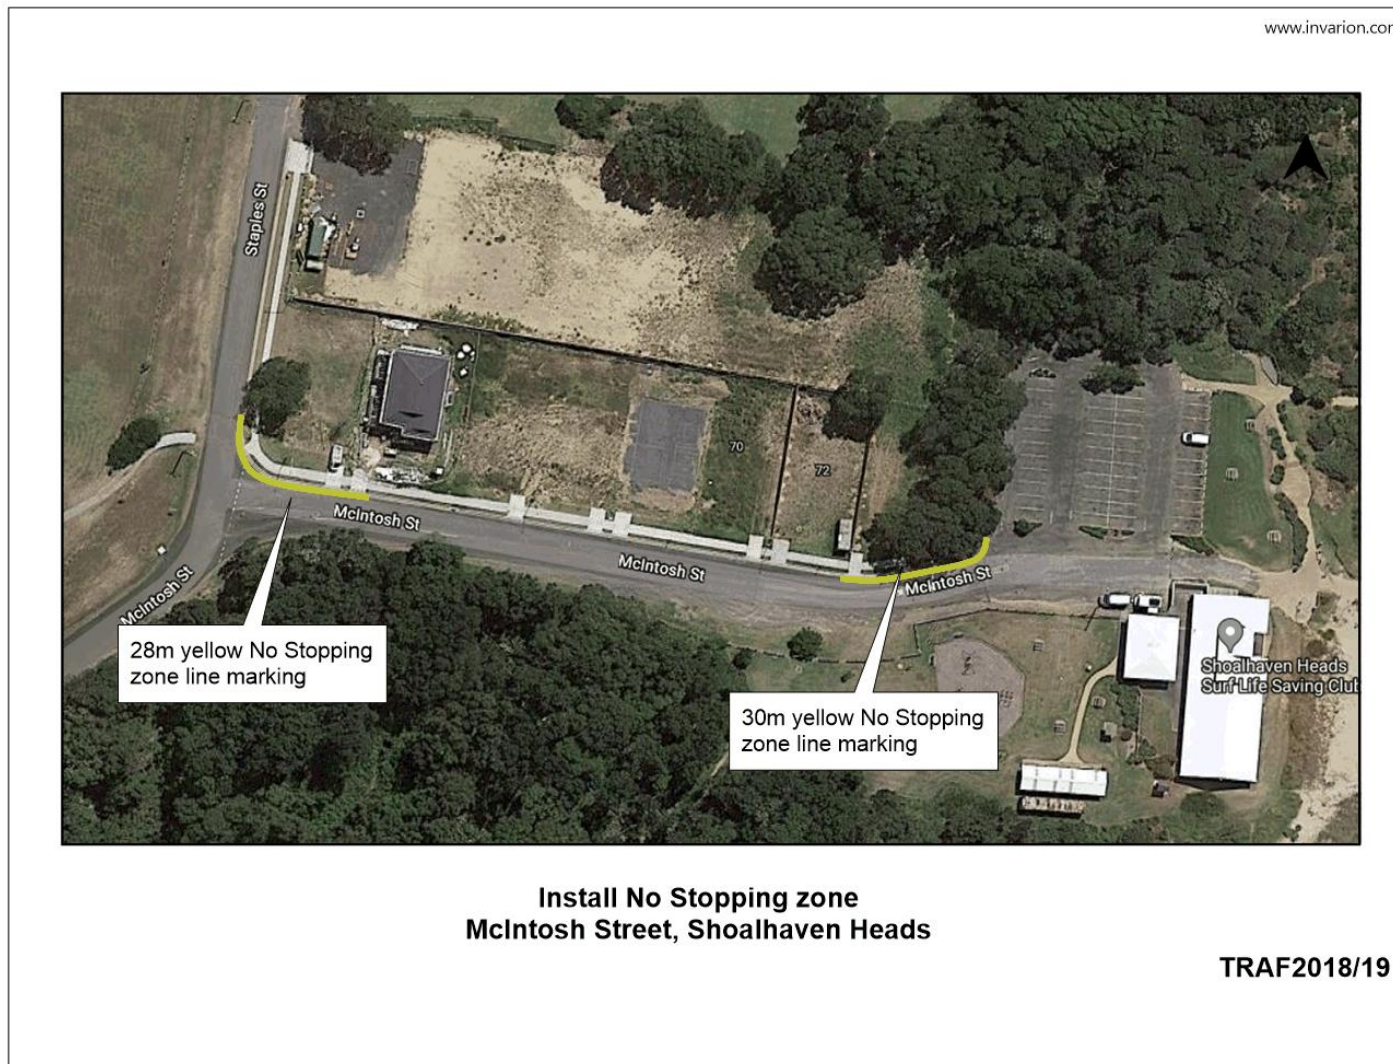 www.invarion.com
Staples St
70
72
McIntosh St
McIntosh St
McIntosh St
McIntosh St
28m yellow No Stopping
zone line marking
30m yellow No Stopping
zone line marking
Shoalhaven Heads
Surf Life Saving Club
Install No Stopping zone
McIntosh Street, Shoalhaven Heads
TRAF2018/19